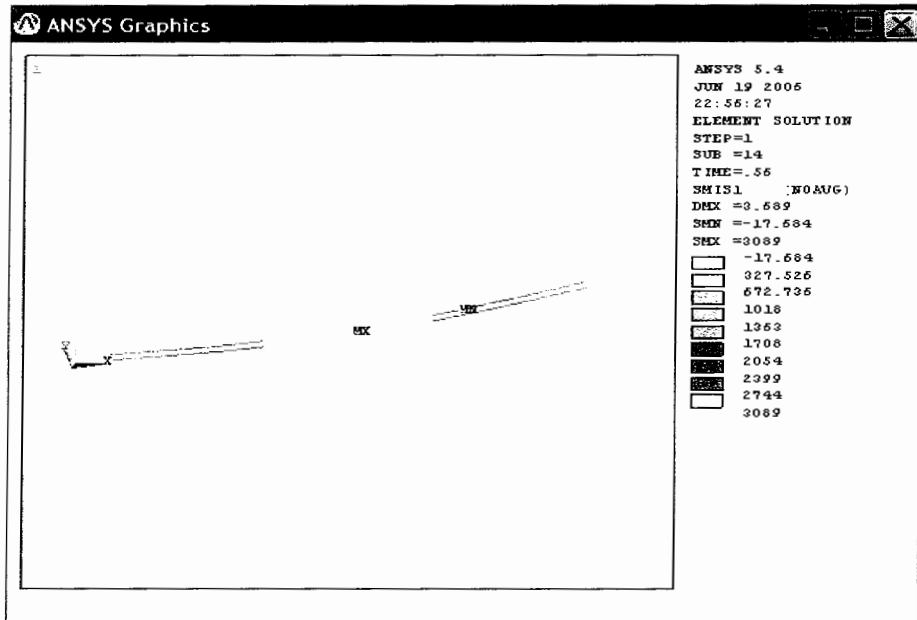 ANSYS Graphics
1
ANSYS 5.4
JUN 19 2006
22:56:27
ELEMENT SOLUTION
STEP=1
SUB =14
TIME=.56
SMIS1 (NOAUG)
DMX =3.689
SMN =-17.684
SMX =3089
-17.684
327.526
672.736
1018
1363
1708
2054
2399
2744
3089
MN
MX
Y
X